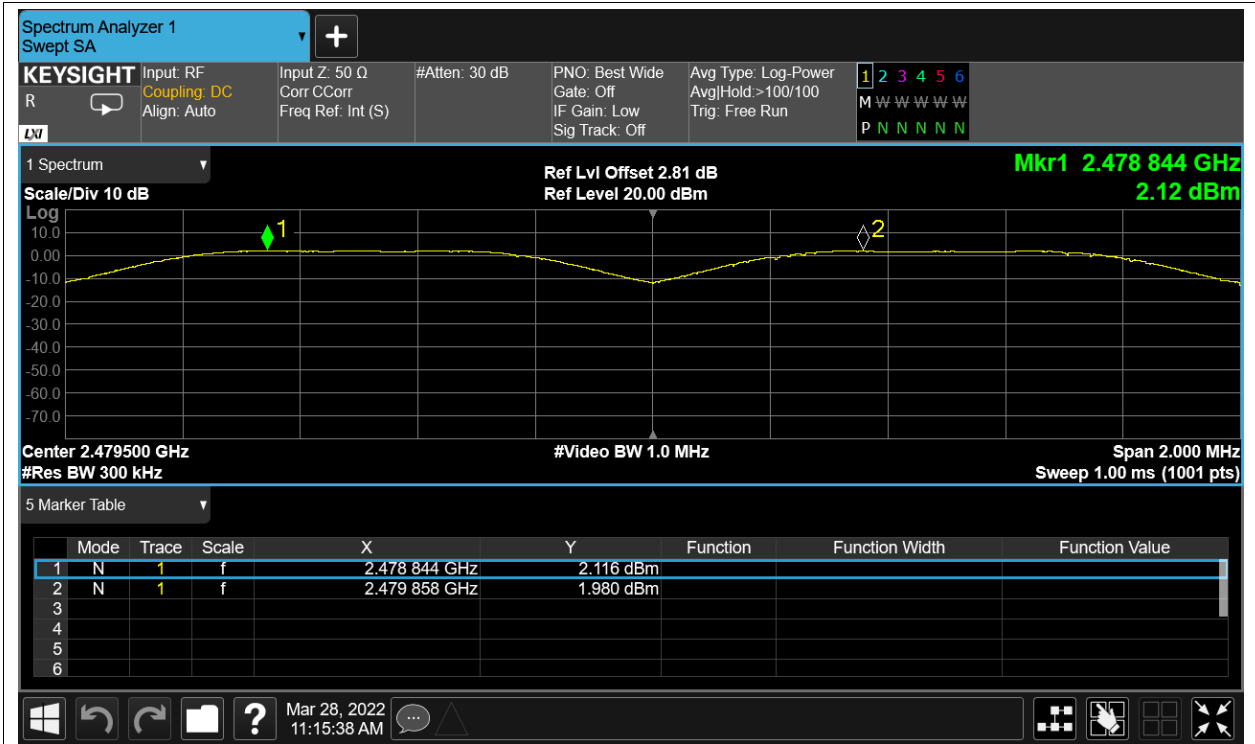 Spectrum Analyzer 1
Swept SA
KEYSIGHT
R
LXI
Input: RF
Coupling: DC
Align: Auto
Input Z: 50 Ω
Corr CCorr
Freq Ref: Int (S)
#Atten: 30 dB
PNO: Best Wide
Gate: Off
IF Gain: Low
Sig Track: Off
Avg Type: Log-Power
Avg|Hold:>100/100
Trig: Free Run
1 2 3 4 5 6
M W W W W W
P N N N N N
1 Spectrum
Scale/Div 10 dB
Ref Lvl Offset 2.81 dB
Ref Level 20.00 dBm
Mkr1 2.478 844 GHz
2.12 dBm
Log
10.0
0.00
-10.0
-20.0
-30.0
-40.0
-50.0
-60.0
-70.0
1
2
Center 2.479500 GHz
#Res BW 300 kHz
#Video BW 1.0 MHz
Span 2.000 MHz
Sweep 1.00 ms (1001 pts)
5 Marker Table
Mode Trace Scale X Y Function Function Width Function Value
1 N 1 f 2.478 844 GHz 2.116 dBm
2 N 1 f 2.479 858 GHz 1.980 dBm
3
4
5
6
?
Mar 28, 2022
11:15:38 AM